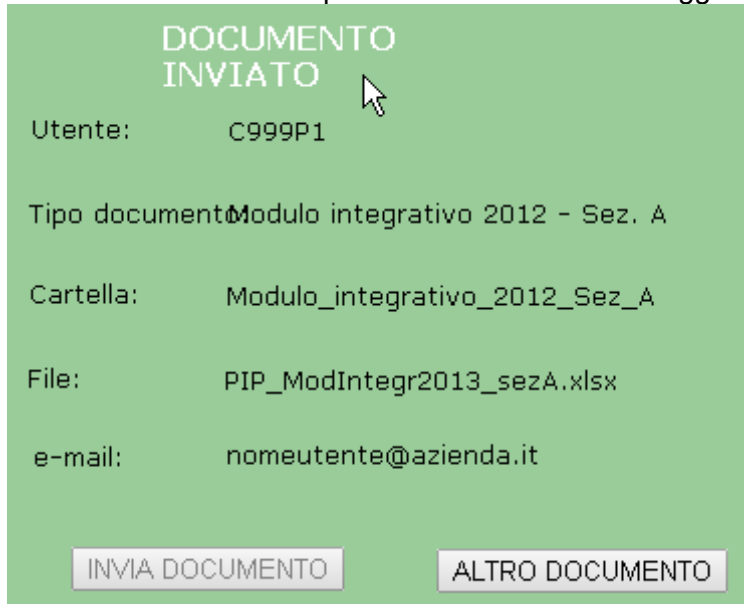 DOCUMENTO
INVIATO
Utente: C999P1
Tipo documento: Modulo integrativo 2012 - Sez. A
Cartella: Modulo_integrativo_2012_Sez_A
File: PIP_ModIntegr2013_sezA.xlsx
e-mail: nomeutente@azienda.it
INVIA DOCUMENTO ALTRO DOCUMENTO